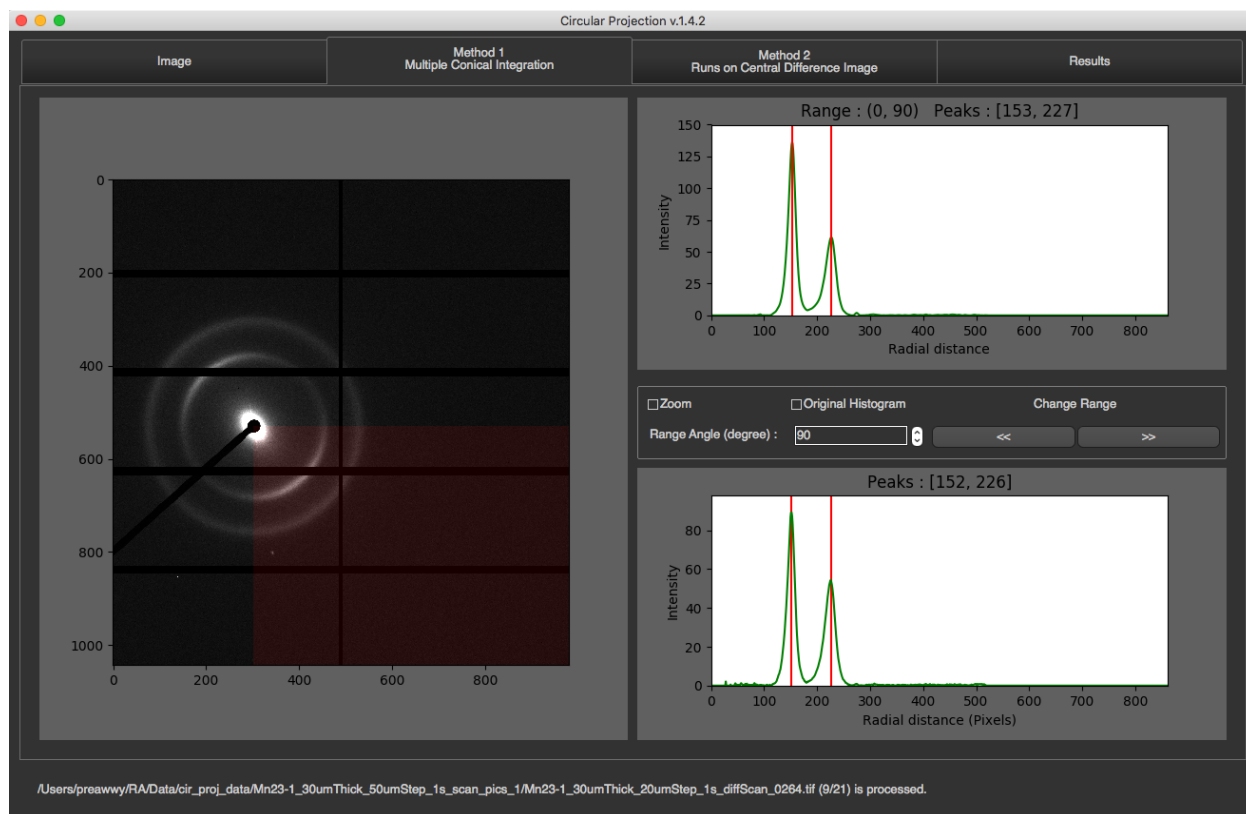 Circular Projection v.1.4.2
Image
Method 1
Multiple Conical Integration
Method 2
Runs on Central Difference Image
Results
0
200
400
600
800
1000
0
200
400
600
800
Range : (0, 90) Peaks : [153, 227]
Intensity
150
125
100
75
50
25
0
0
100
200
300
400
500
600
700
800
Radial distance
Zoom
Original Histogram
Change Range
Range Angle (degree) :
90
<<
>>
Peaks : [152, 226]
Intensity
80
60
40
20
0
0
100
200
300
400
500
600
700
800
Radial distance (Pixels)
/Users/preawwy/RA/Data/cir_proj_data/Mn23-1_30umThick_50umStep_1s_scan_pics_1/Mn23-1_30umThick_20umStep_1s_diffScan_0264.tif (9/21) is processed.